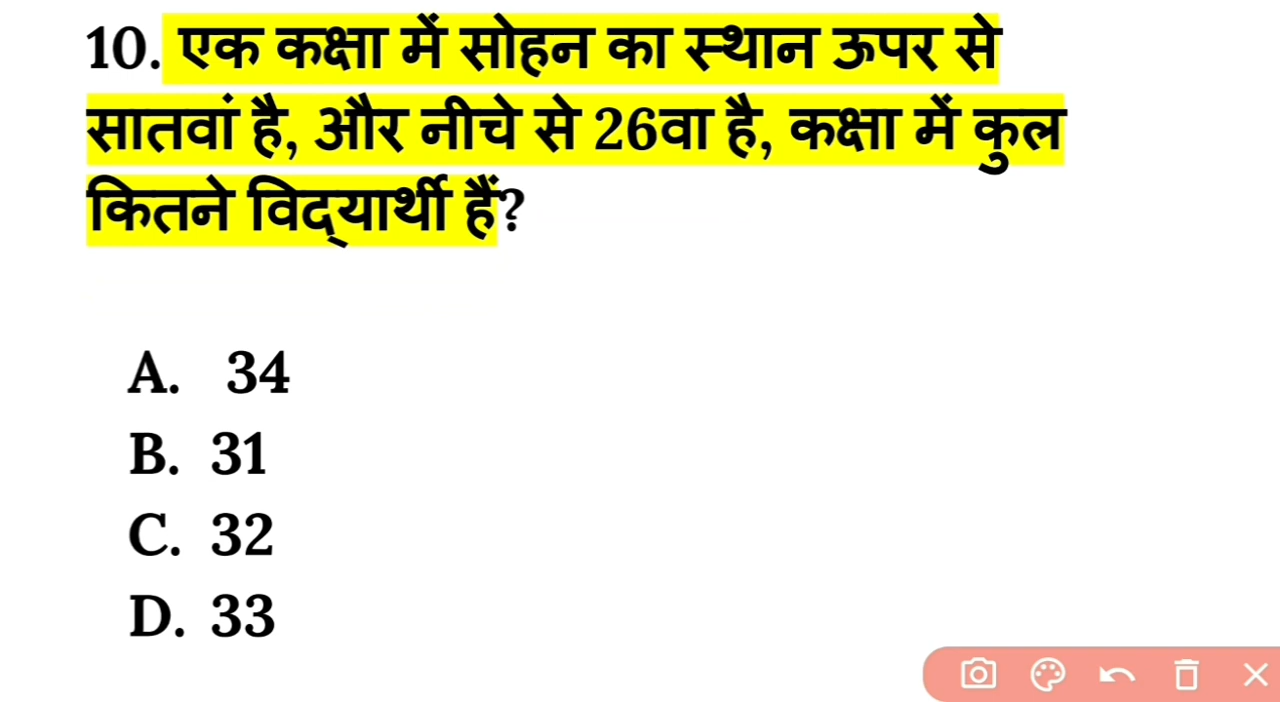 10. एक कक्षा में सोहन का स्थान ऊपर से
सातवां है, और नीचे से 26वा है, कक्षा में कुल
कितने विद्यार्थी हैं?
A. 34
B. 31
C. 32
D. 33